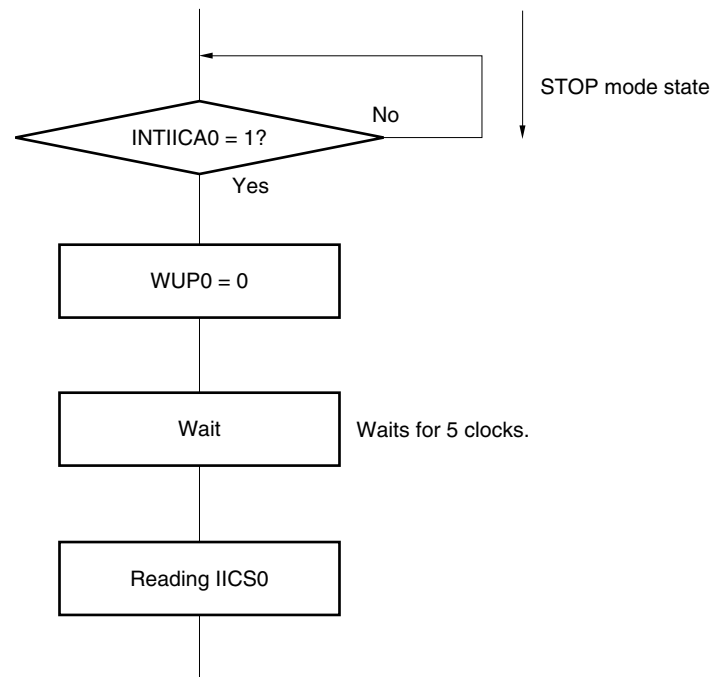 STOP mode state
No
INTIICA0 = 1?
Yes
WUP0 = 0
Wait
Waits for 5 clocks.
Reading IICS0